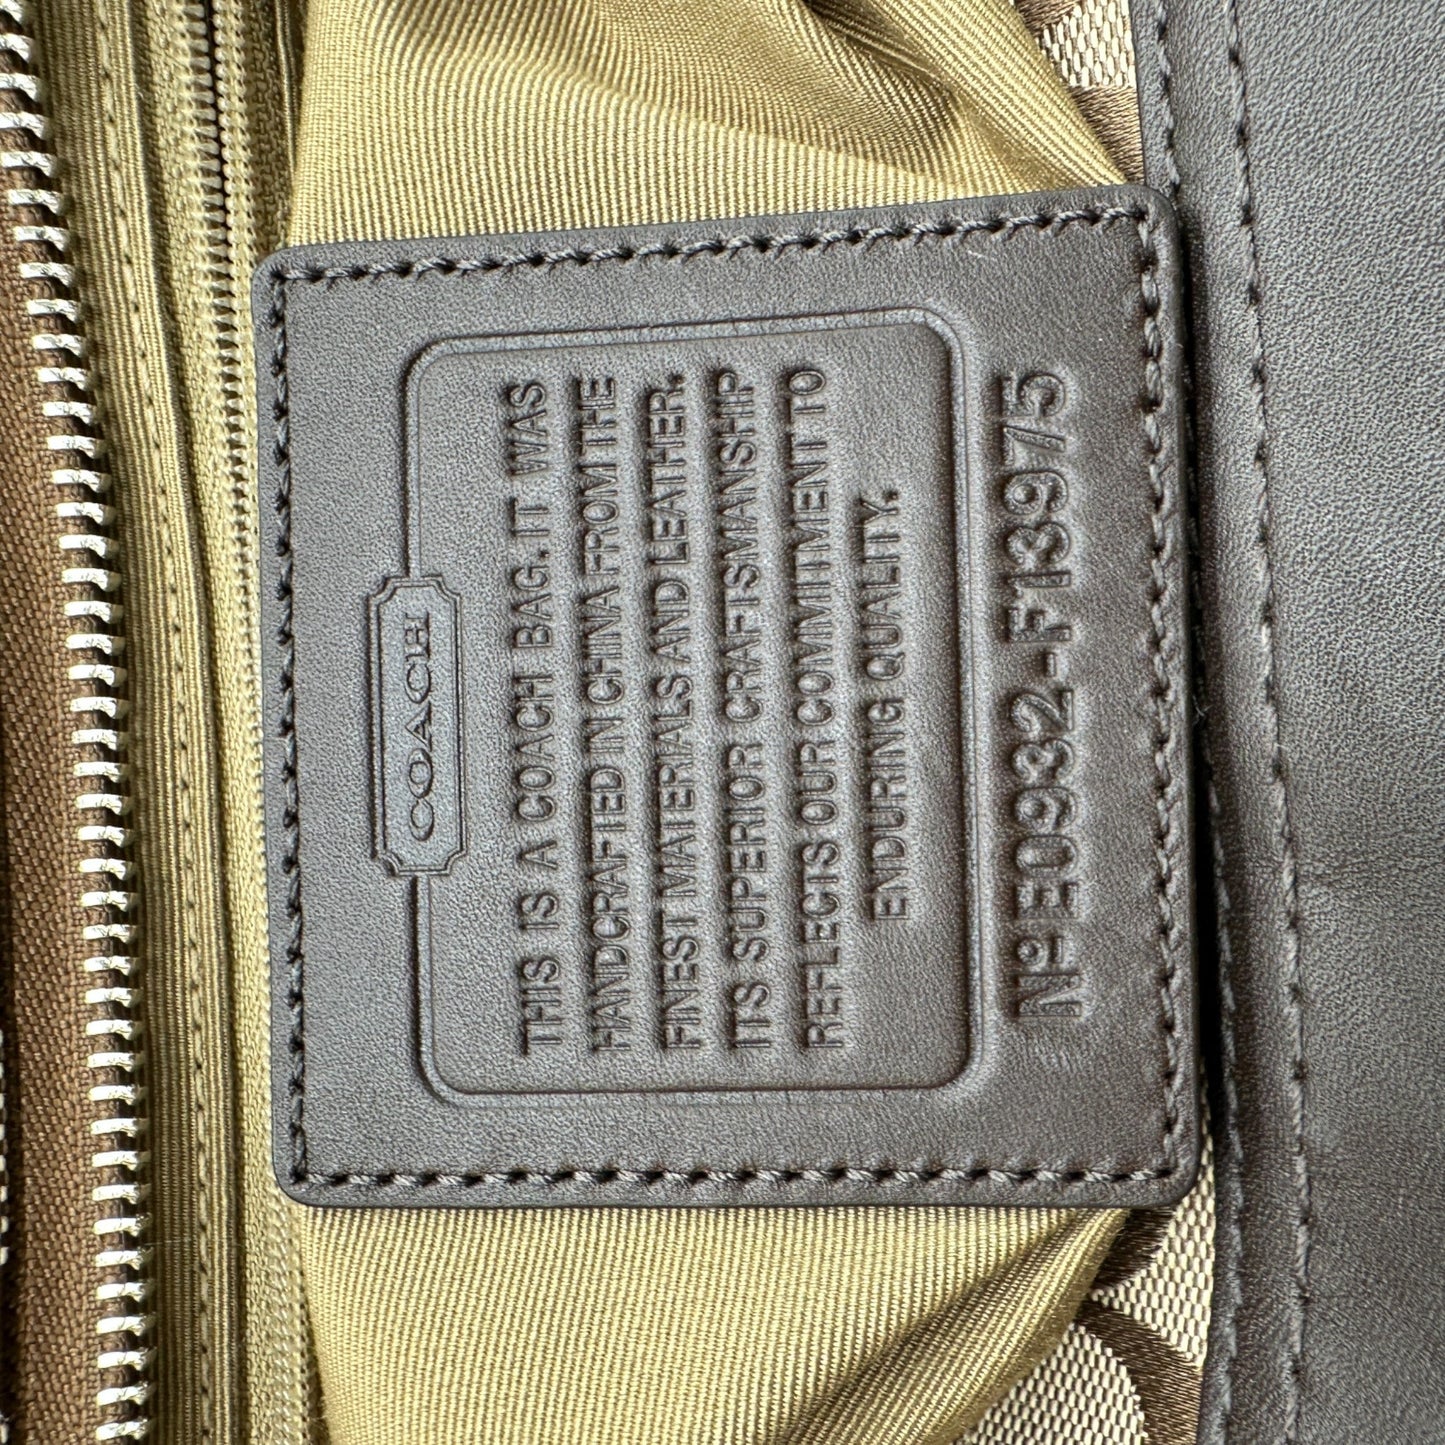 COACH
THIS IS A COACH BAG. IT WAS
HANDCRAFTED IN CHINA FROM THE
FINEST MATERIALS AND LEATHER.
ITS SUPERIOR CRAFTSMANSHIP
REFLECTS OUR COMMITMENT TO
ENDURING QUALITY.
Nº E0932-F13975